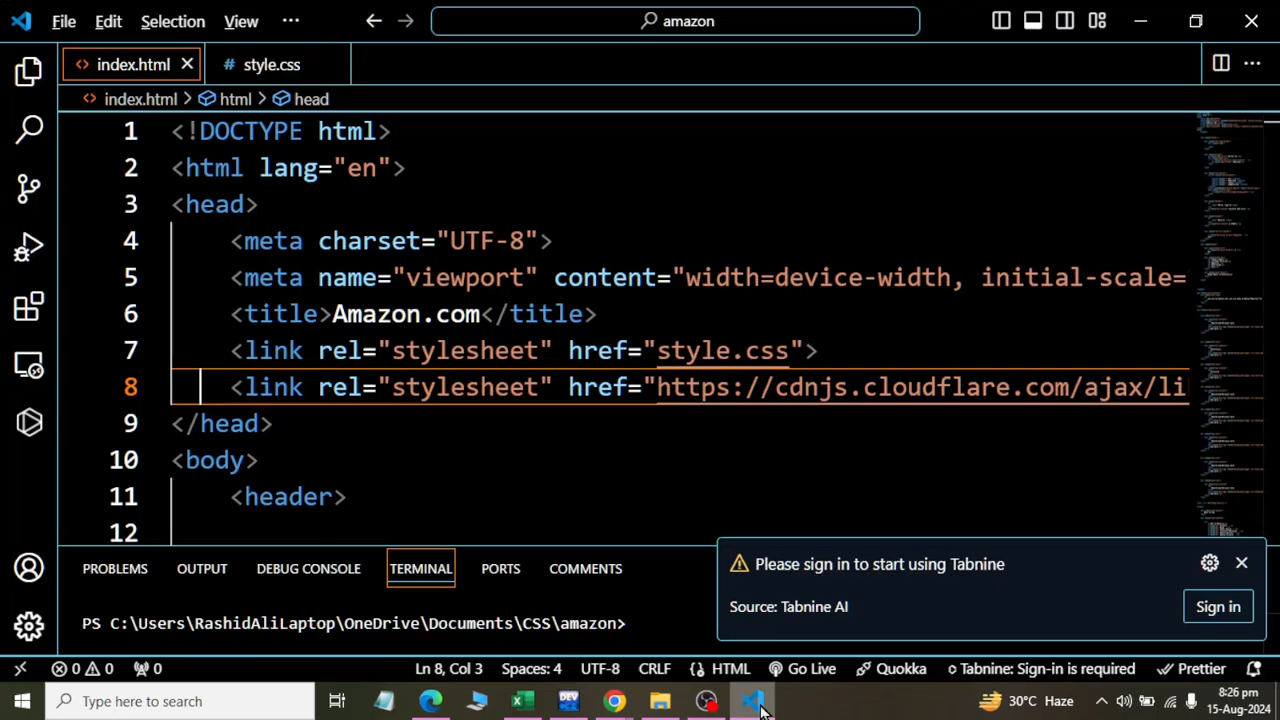 File Edit Selection View ··· amazon
index.html style.css
index.html > html > head
1 <!DOCTYPE html>
2 <html lang="en">
3 <head>
4 <meta charset="UTF-8">
5 <meta name="viewport" content="width=device-width, initial-scale=
6 <title>Amazon.com</title>
7 <link rel="stylesheet" href="style.css">
8 <link rel="stylesheet" href="https://cdnjs.cloudflare.com/ajax/li
9 </head>
10 <body>
11 <header>
12
PROBLEMS OUTPUT DEBUG CONSOLE TERMINAL PORTS COMMENTS
PS C:\Users\RashidAliLaptop\OneDrive\Documents\CSS\amazon>
Please sign in to start using Tabnine
Source: Tabnine AI Sign in
0 0 0 Ln 8, Col 3 Spaces: 4 UTF-8 CRLF HTML Go Live Quokka Tabnine: Sign-in is required Prettier
Type here to search DEV 30°C Haze 8:26 pm
15-Aug-2024